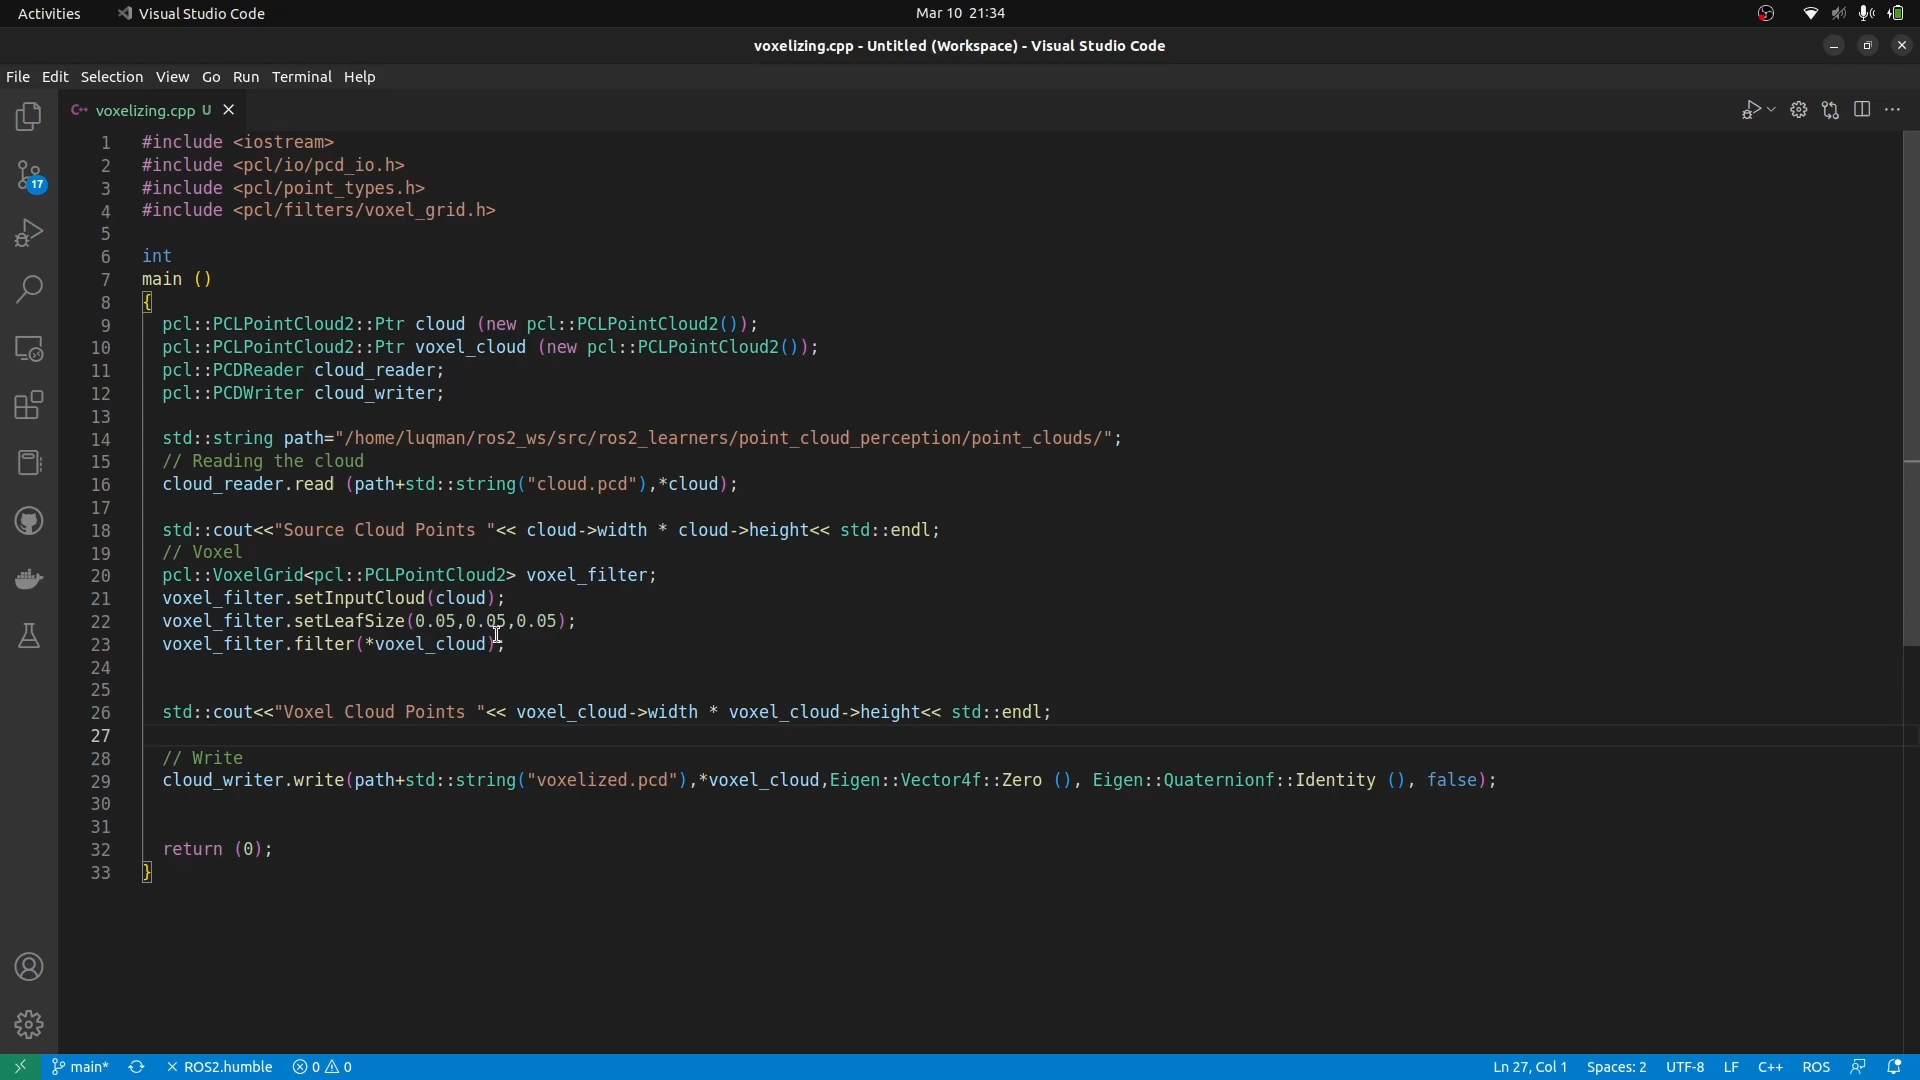 Activities Visual Studio Code Mar 10 21:34
voxelizing.cpp - Untitled (Workspace) - Visual Studio Code
File Edit Selection View Go Run Terminal Help
C++ voxelizing.cpp U
17
1 #include <iostream>
2 #include <pcl/io/pcd_io.h>
3 #include <pcl/point_types.h>
4 #include <pcl/filters/voxel_grid.h>
5
6 int
7 main ()
8 {
9 pcl::PCLPointCloud2::Ptr cloud (new pcl::PCLPointCloud2());
10 pcl::PCLPointCloud2::Ptr voxel_cloud (new pcl::PCLPointCloud2());
11 pcl::PCDReader cloud_reader;
12 pcl::PCDWriter cloud_writer;
13
14 std::string path="/home/luqman/ros2_ws/src/ros2_learners/point_cloud_perception/point_clouds/";
15 // Reading the cloud
16 cloud_reader.read (path+std::string("cloud.pcd"),*cloud);
17
18 std::cout<<"Source Cloud Points "<< cloud->width * cloud->height<< std::endl;
19 // Voxel
20 pcl::VoxelGrid<pcl::PCLPointCloud2> voxel_filter;
21 voxel_filter.setInputCloud(cloud);
22 voxel_filter.setLeafSize(0.05,0.05,0.05);
23 voxel_filter.filter(*voxel_cloud);
24
25
26 std::cout<<"Voxel Cloud Points "<< voxel_cloud->width * voxel_cloud->height<< std::endl;
27
28 // Write
29 cloud_writer.write(path+std::string("voxelized.pcd"),*voxel_cloud,Eigen::Vector4f::Zero (), Eigen::Quaternionf::Identity (), false);
30
31
32 return (0);
33 }
main* ROS2.humble 0 0 Ln 27, Col 1 Spaces: 2 UTF-8 LF C++ ROS